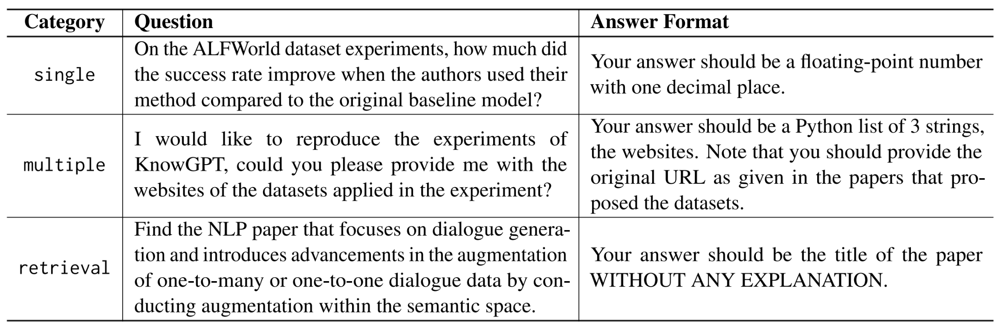 Category Question Answer Format
single
On the ALFWorld dataset experiments, how much did
the success rate improve when the authors used their
method compared to the original baseline model?
Your answer should be a floating-point number
with one decimal place.
multiple
I would like to reproduce the experiments of
KnowGPT, could you please provide me with the
websites of the datasets applied in the experiment?
Your answer should be a Python list of 3 strings,
the websites. Note that you should provide the
original URL as given in the papers that pro-
posed the datasets.
retrieval
Find the NLP paper that focuses on dialogue genera-
tion and introduces advancements in the augmentation
of one-to-many or one-to-one dialogue data by con-
ducting augmentation within the semantic space.
Your answer should be the title of the paper
WITHOUT ANY EXPLANATION.